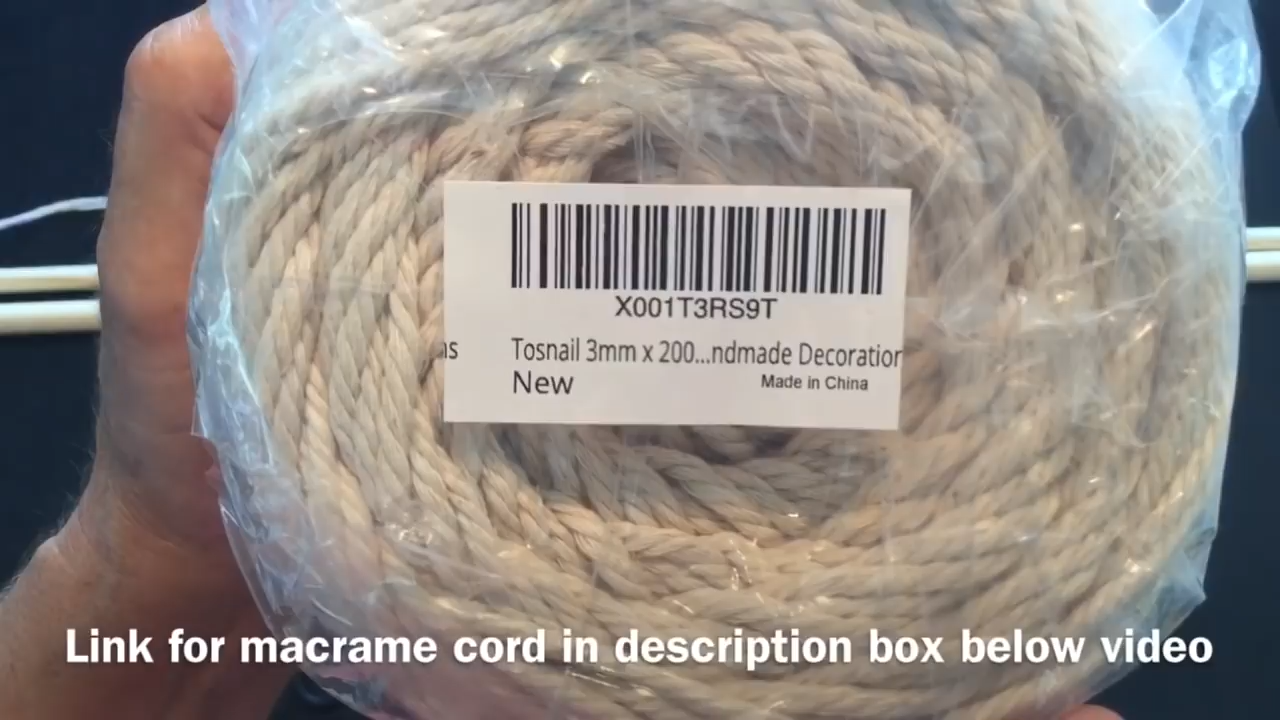 X001T3RS9T
ns Tosnail 3mm x 200...ndmade Decoration
New
Made in China
Link for macrame cord in description box below video